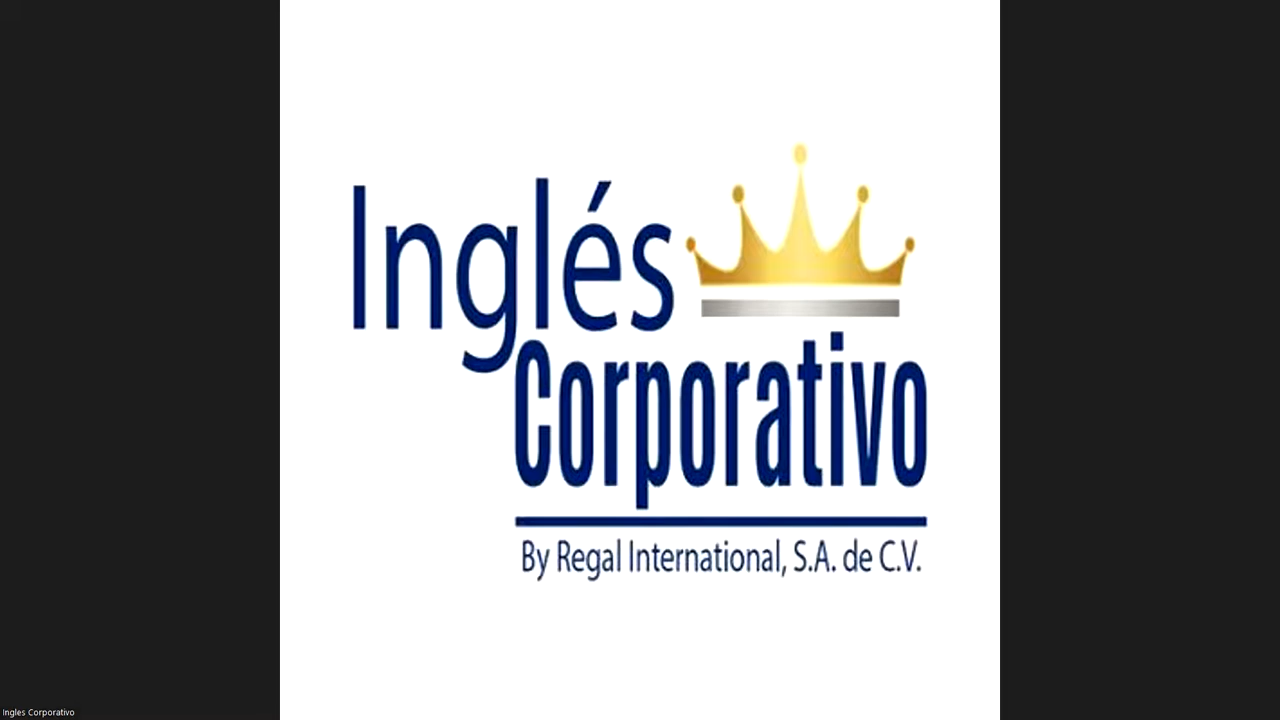 Inglés
Corporativo
By Regal International, S.A. de C.V.
Ingles Corporativo